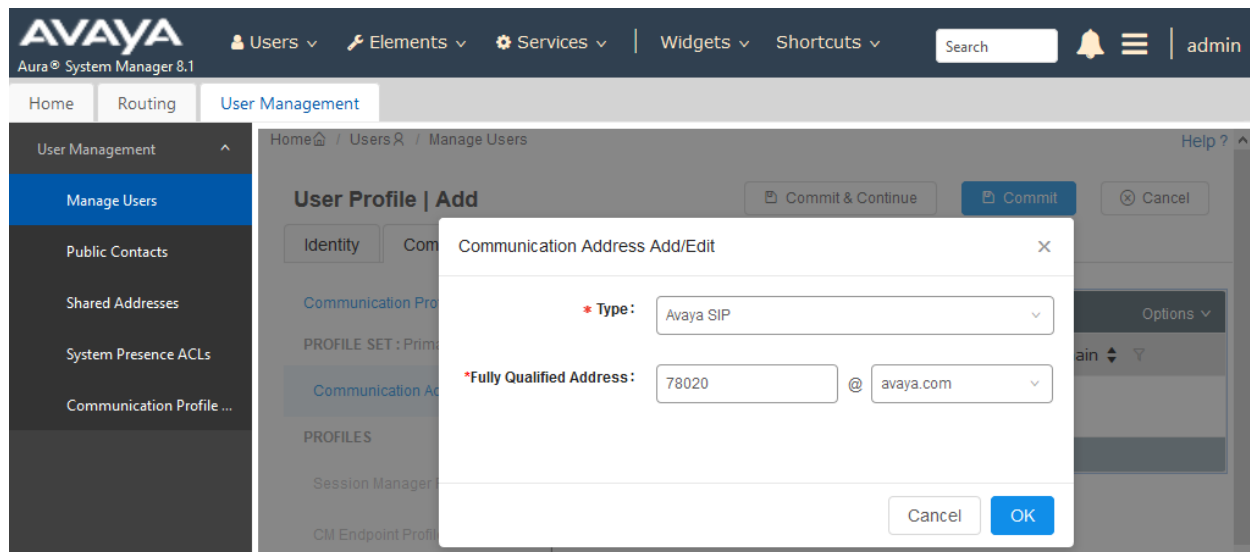 AVAYA
Aura® System Manager 8.1
Users Elements Services | Widgets Shortcuts Search | admin
Home Routing User Management
User Management
Manage Users
Public Contacts
Shared Addresses
System Presence ACLs
Communication Profile ...
Home / Users / Manage Users Help ?
User Profile | Add Commit & Continue Commit Cancel
Identity Com
Communication Pro
PROFILE SET : Prima
Communication Ad
PROFILES
Session Manager
CM Endpoint Profil
Options
ain
Communication Address Add/Edit
* Type: Avaya SIP
*Fully Qualified Address: 78020 @ avaya.com
Cancel OK